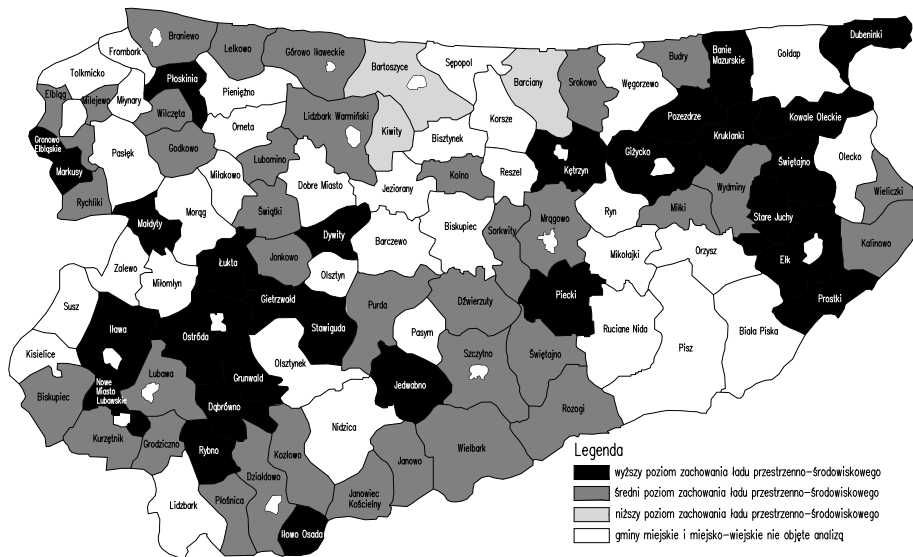 Braniewo
Frombork
Lelkowo
Górowo Iławeckie
Bartoszyce
Sępopol
Barciany
Srokowo
Węgorzewo
Budry
Banie
Mazurskie
Gołdap
Dubeninki
Tolkmicko
Płoskinia
Pieniężno
Elbląg
Milejewo
Młynary
Wilczęta
Orneta
Lidzbark Warmiński
Kiwity
Bisztynek
Korsze
Pozezdrze
Kruklanki
Kowale Oleckie
Gronowo
Elbląskie
Pasłęk
Godkowo
Lubomino
Kętrzyn
Giżycko
Świętajno
Olecko
Markusy
Miłakowo
Dobre Miasto
Jeziorany
Kolno
Reszel
Wydminy
Wieliczki
Rychliki
Morąg
Świątki
Mrągowo
Ryn
Miłki
Małdyty
Dywity
Barczewo
Biskupiec
Sorkwity
Stare Juchy
Kalinowo
Zalewo
Łukta
Jonkowo
Olsztyn
Mikołajki
Orzysz
Ełk
Miłomłyn
Susz
Gietrzwałd
Purda
Dźwierzuty
Piecki
Prostki
Iława
Ostróda
Stawiguda
Pasym
Ruciane Nida
Pisz
Biała Piska
Kisielice
Olsztynek
Szczytno
Świętajno
Biskupiec
Nowe
Miasto
Lubawskie
Lubawa
Grunwald
Jedwabno
Dąbrówno
Rozogi
Kurzętnik
Grodziczno
Rybno
Nidzica
Wielbark
Kozłowo
Janowo
Działdowo
Lidzbark
Płośnica
Janowiec
Kościelny
Iłowo Osada
Legenda
wyższy poziom zachowania ładu przestrzenno–środowiskowego
średni poziom zachowania ładu przestrzenno–środowiskowego
niższy poziom zachowania ładu przestrzenno–środowiskowego
gminy miejskie i miejsko–wiejskie nie objęte analizą